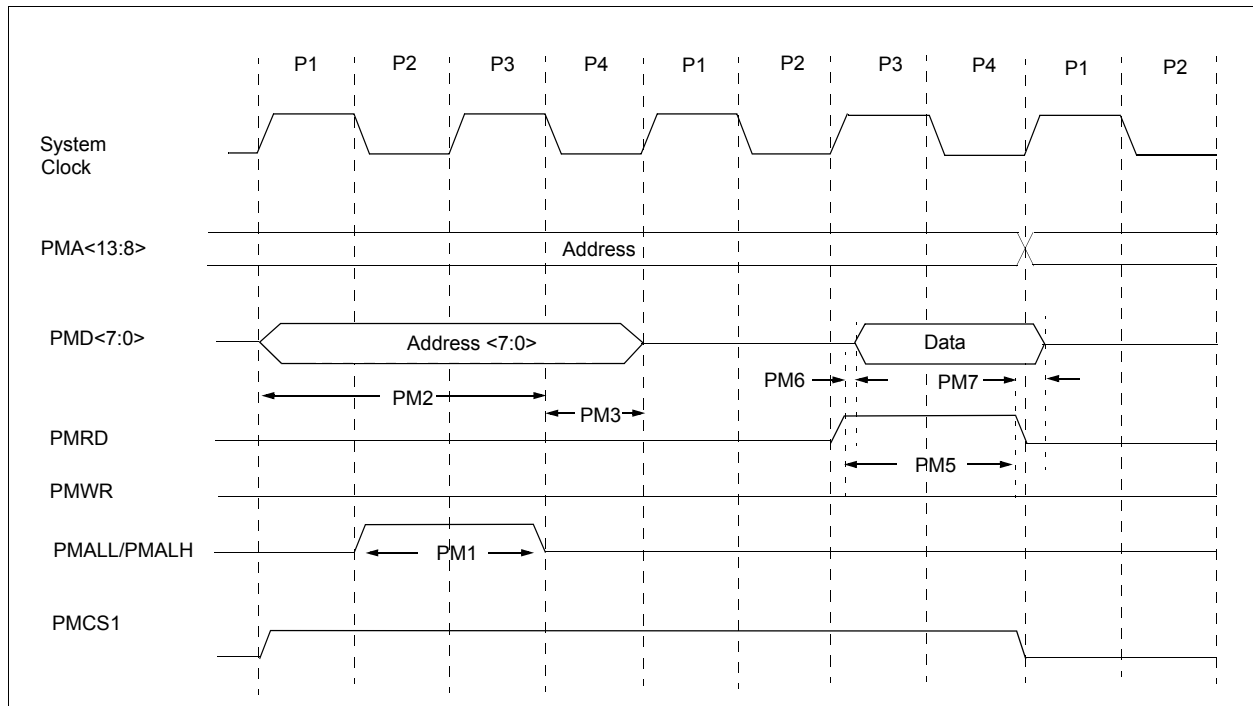 P1 P2 P3 P4 P1 P2 P3 P4 P1 P2
System
Clock
PMA<13:8>
Address
PMD<7:0>
Address <7:0>
Data
PM2
PM3
PM6
PM7
PMRD
PM5
PMWR
PMALL/PMALH
PM1
PMCS1